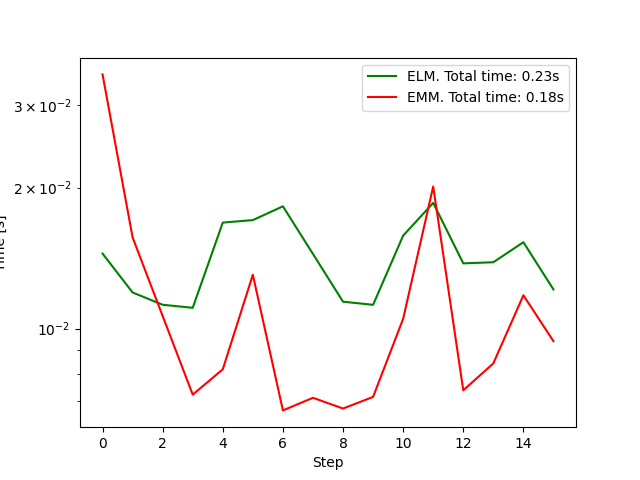 ELM. Total time: 0.23s
EMM. Total time: 0.18s
3 × 10⁻²
2 × 10⁻²
10⁻²
[s]
0 2 4 6 8 10 12 14
Step